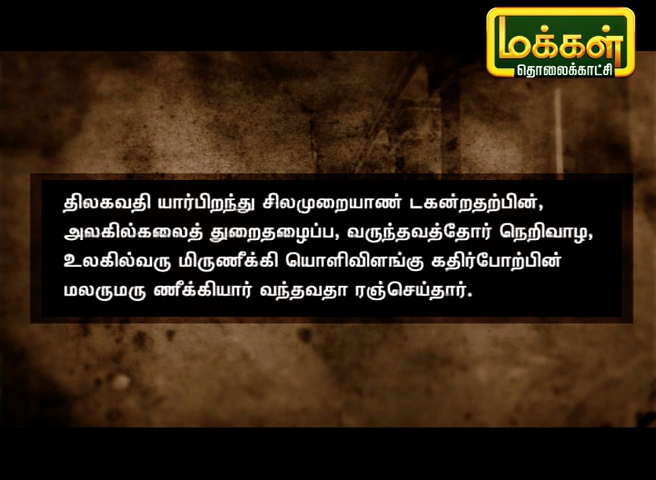 மக்கள்
தொலைக்காட்சி
திலகவதி யார்பிறந்து சிலமுறையாண் டகன்றதற்பின்,
அலகில்கலைத் துறைதழைப்ப, வருந்தவத்தோர் நெறிவாழ,
உலகில்வரு மிருணீக்கி யொளிவிளங்கு கதிர்போற்பின்
மலருமரு ணீக்கியார் வந்தவதா ரஞ்செய்தார்.